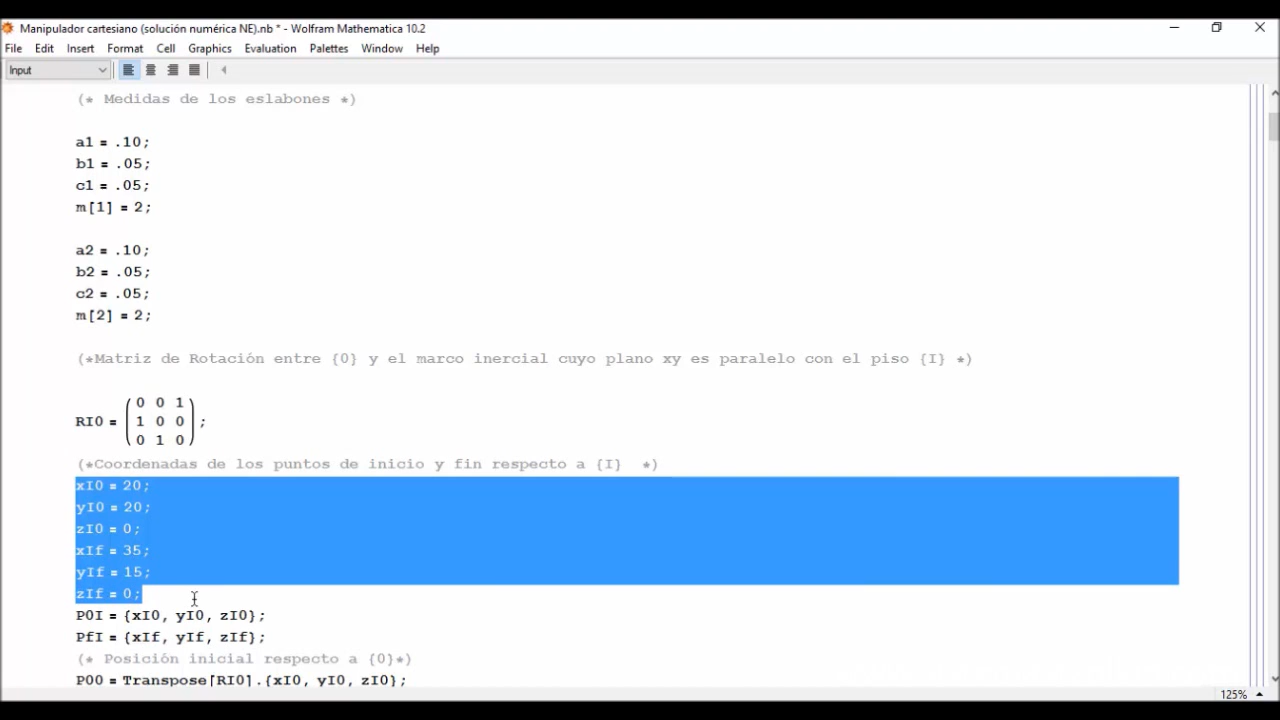 Manipulador cartesiano (solución numérica NE).nb * - Wolfram Mathematica 10.2
File Edit Insert Format Cell Graphics Evaluation Palettes Window Help
Input
(* Medidas de los eslabones *)
a1 = .10;
b1 = .05;
c1 = .05;
m[1] = 2;
a2 = .10;
b2 = .05;
c2 = .05;
m[2] = 2;
(*Matriz de Rotación entre {0} y el marco inercial cuyo plano xy es paralelo con el piso {I} *)
0 0 1
RI0 = ( 1 0 0 ) ;
0 1 0
(*Coordenadas de los puntos de inicio y fin respecto a {I} *)
xI0 = 20;
yI0 = 20;
zI0 = 0;
xIf = 35;
yIf = 15;
zIf = 0;
P0I = {xI0, yI0, zI0};
PfI = {xIf, yIf, zIf};
(* Posición inicial respecto a {0}*)
P00 = Transpose[RI0].{xI0, yI0, zI0};
125%